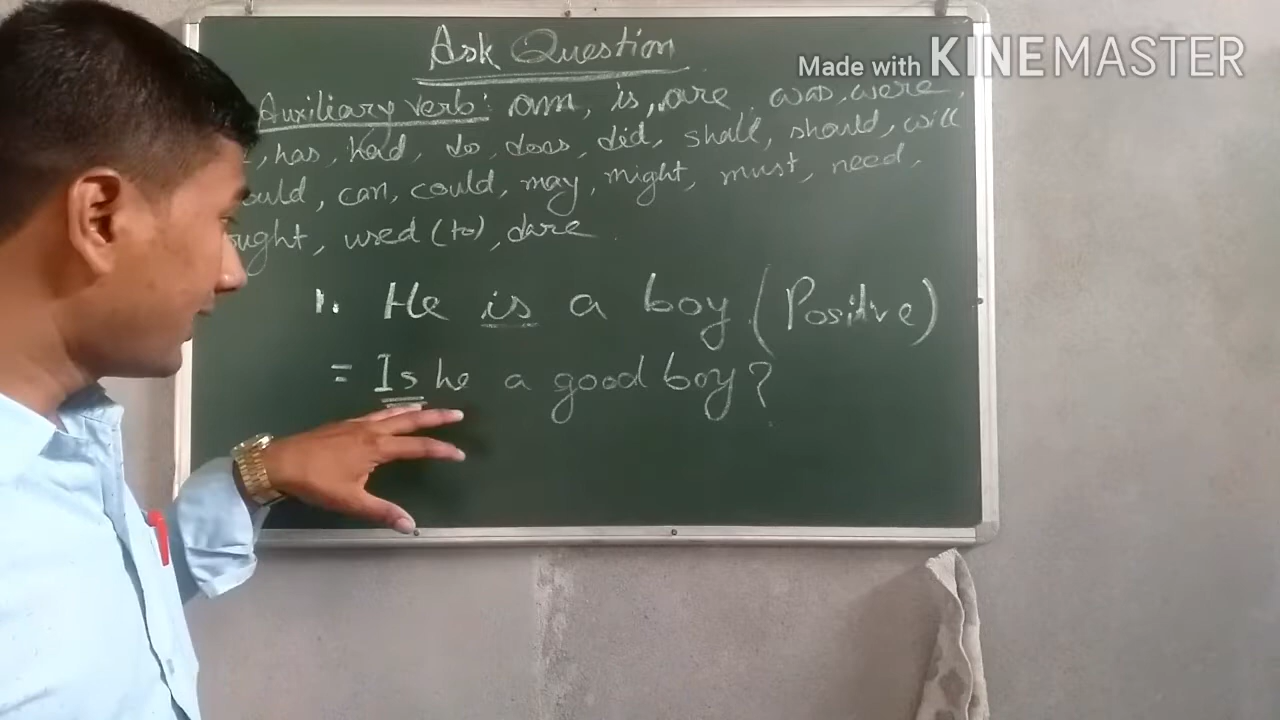 Ask Question
Made with KINEMASTER
Auxiliary verb: am, is, are, was, were,
, has, had, do, does, did, shall, should, will
ould, can, could, may, might, must, need,
ught, used (to), dare.
1. He is a boy (Positive)
= Is he a good boy?